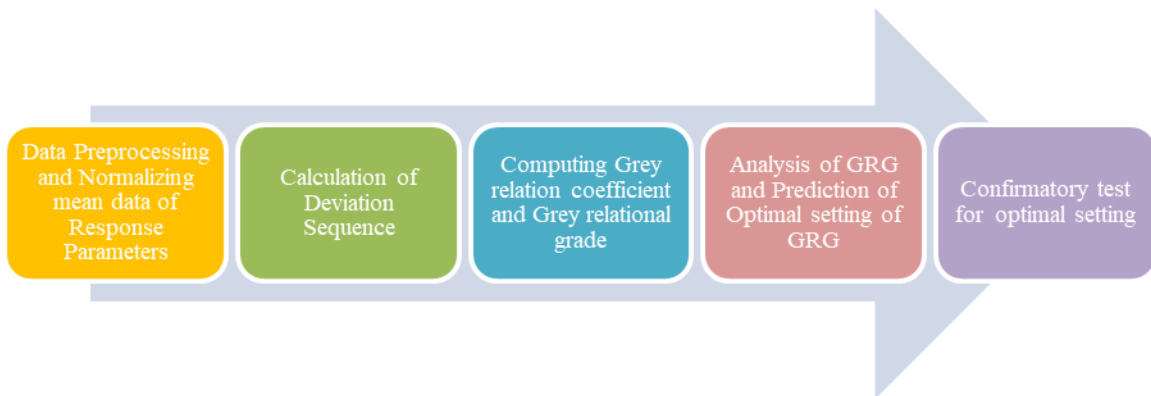 Data Preprocessing
and Normalizing
mean data of
Response
Parameters
Calculation of
Deviation
Sequence
Computing Grey
relation coefficient
and Grey relational
grade
Analysis of GRG
and Prediction of
Optimal setting of
GRG
Confirmatory test
for optimal setting